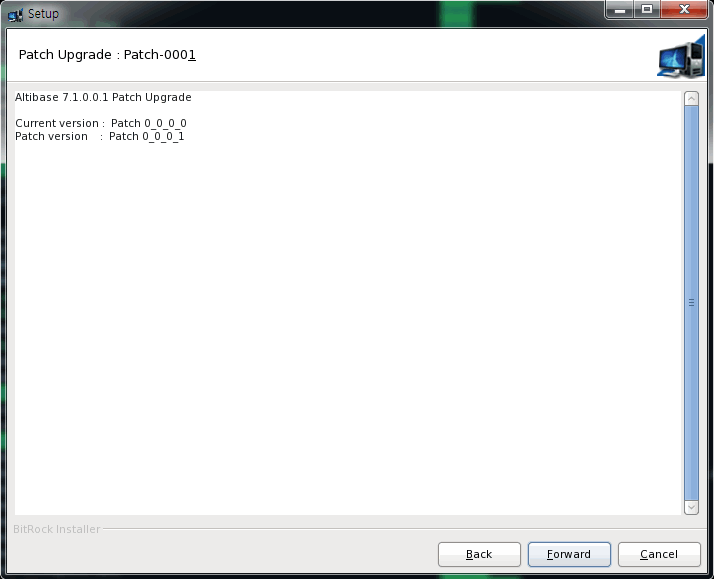 Setup
Patch Upgrade : Patch-0001
Altibase 7.1.0.0.1 Patch Upgrade
Current version : Patch 0_0_0_0
Patch version : Patch 0_0_0_1
BitRock Installer
Back
Forward
Cancel